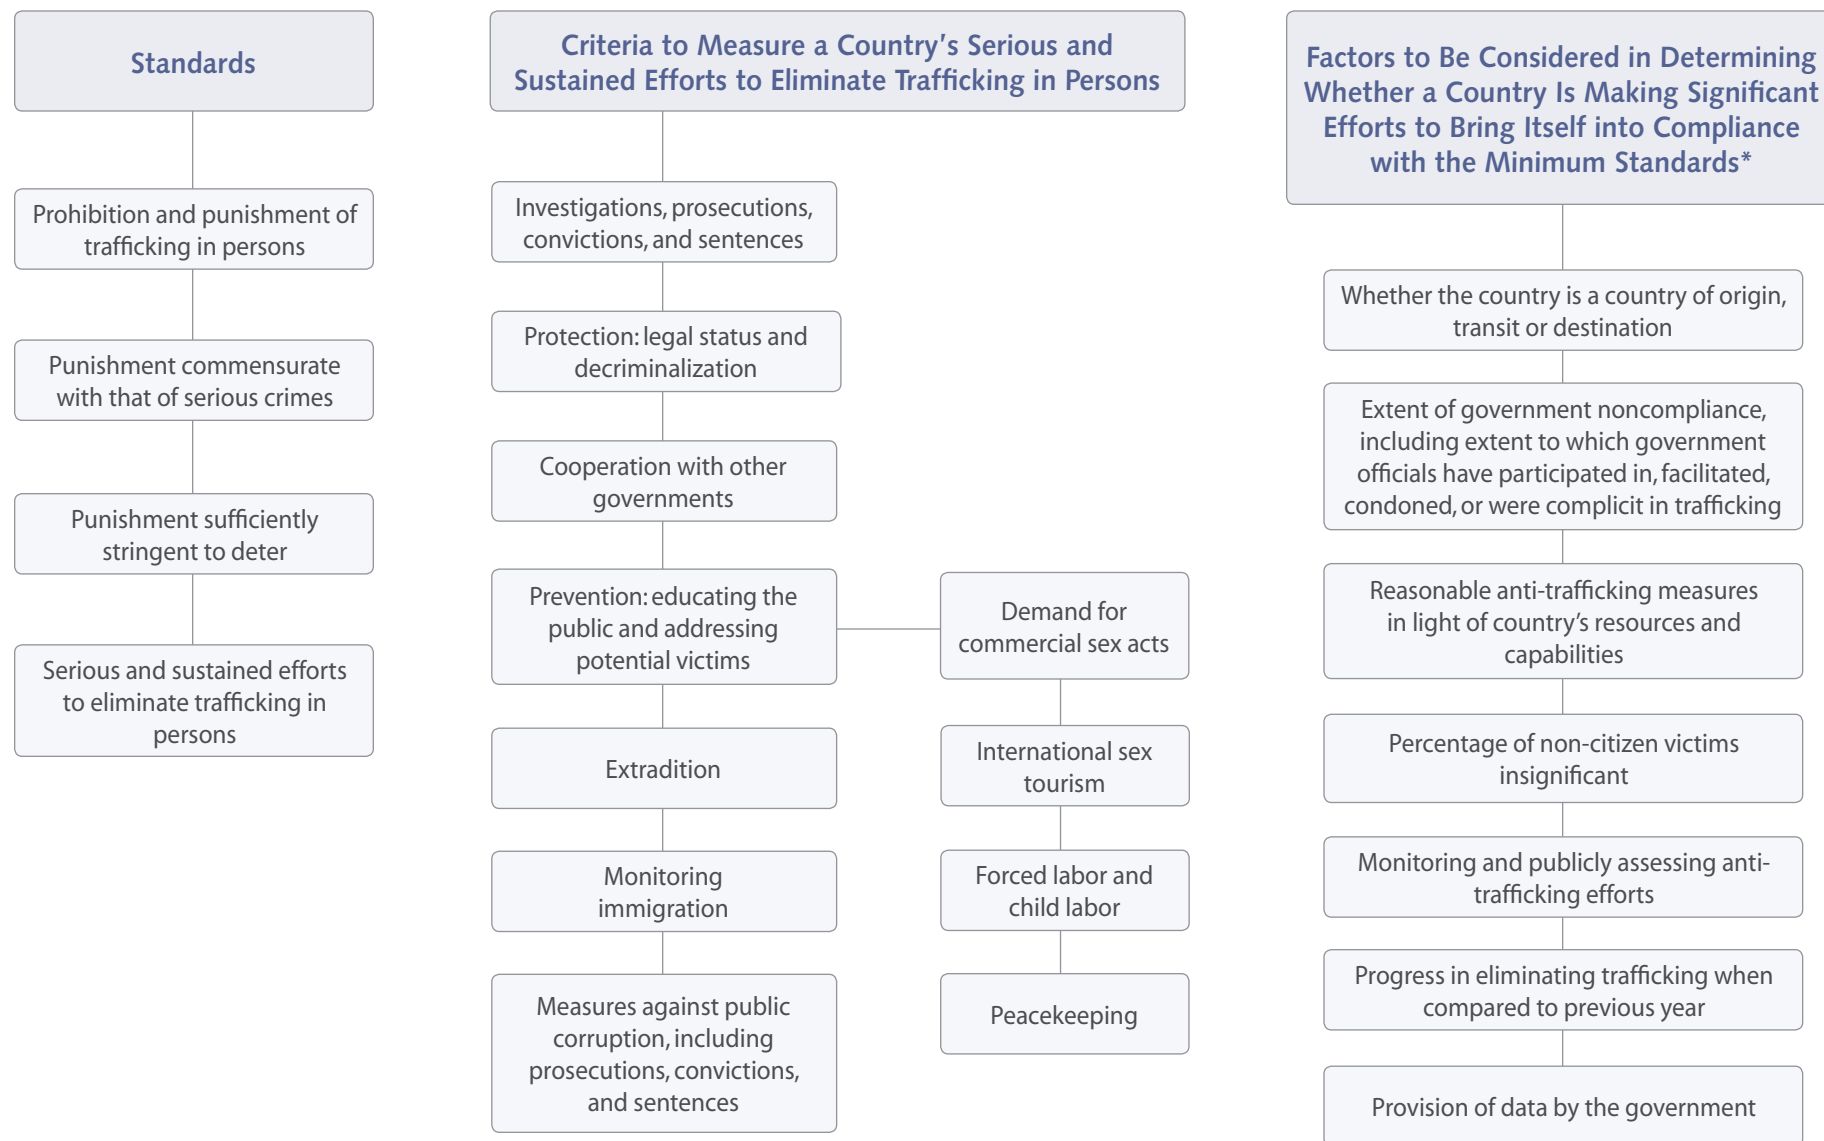 Standards
Prohibition and punishment of
trafficking in persons
Punishment commensurate
with that of serious crimes
Punishment sufficiently
stringent to deter
Serious and sustained efforts
to eliminate trafficking in
persons
Criteria to Measure a Country's Serious and
Sustained Efforts to Eliminate Trafficking in Persons
Investigations, prosecutions,
convictions, and sentences
Protection: legal status and
decriminalization
Cooperation with other
governments
Prevention: educating the
public and addressing
potential victims
Demand for
commercial sex acts
International sex
tourism
Forced labor and
child labor
Peacekeeping
Extradition
Monitoring
immigration
Measures against public
corruption, including
prosecutions, convictions,
and sentences
Factors to Be Considered in Determining
Whether a Country Is Making Significant
Efforts to Bring Itself into Compliance
with the Minimum Standards*
Whether the country is a country of origin,
transit or destination
Extent of government noncompliance,
including extent to which government
officials have participated in, facilitated,
condoned, or were complicit in trafficking
Reasonable anti-trafficking measures
in light of country's resources and
capabilities
Percentage of non-citizen victims
insignificant
Monitoring and publicly assessing anti-
trafficking efforts
Progress in eliminating trafficking when
compared to previous year
Provision of data by the government